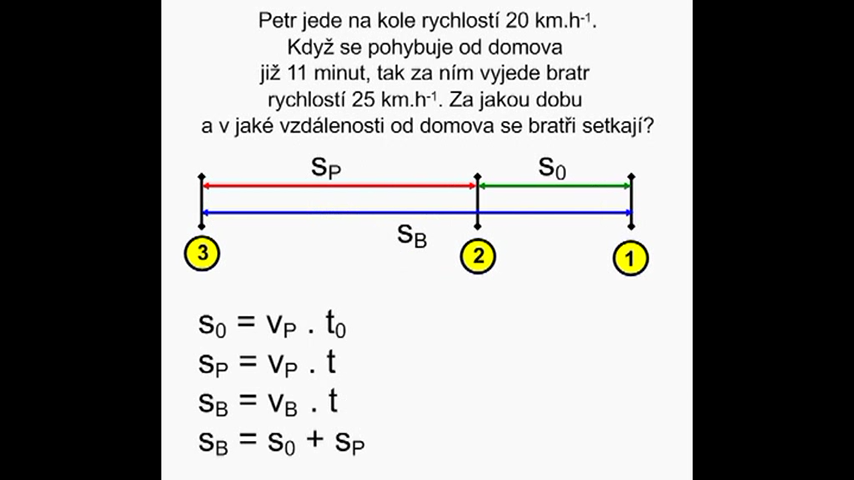 Petr jede na kole rychlostí 20 km.h⁻¹.
Když se pohybuje od domova
již 11 minut, tak za ním vyjede bratr
rychlostí 25 km.h⁻¹. Za jakou dobu
a v jaké vzdálenosti od domova se bratři setkají?
sP s0
sB
3 2 1
s0 = vP . t0
sP = vP . t
sB = vB . t
sB = s0 + sP